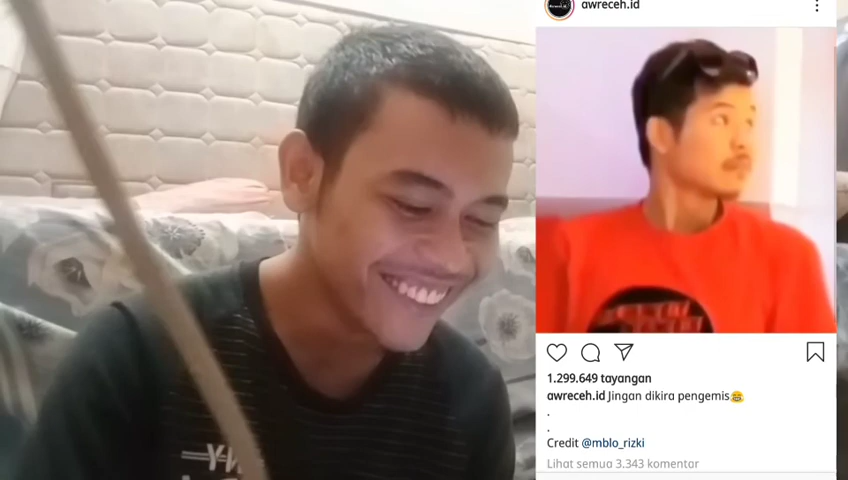 awreceh.id
1.299.649 tayangan
awreceh.id Jingan dikira pengemis😂
.
.
Credit @mblo_rizki
Lihat semua 3.343 komentar